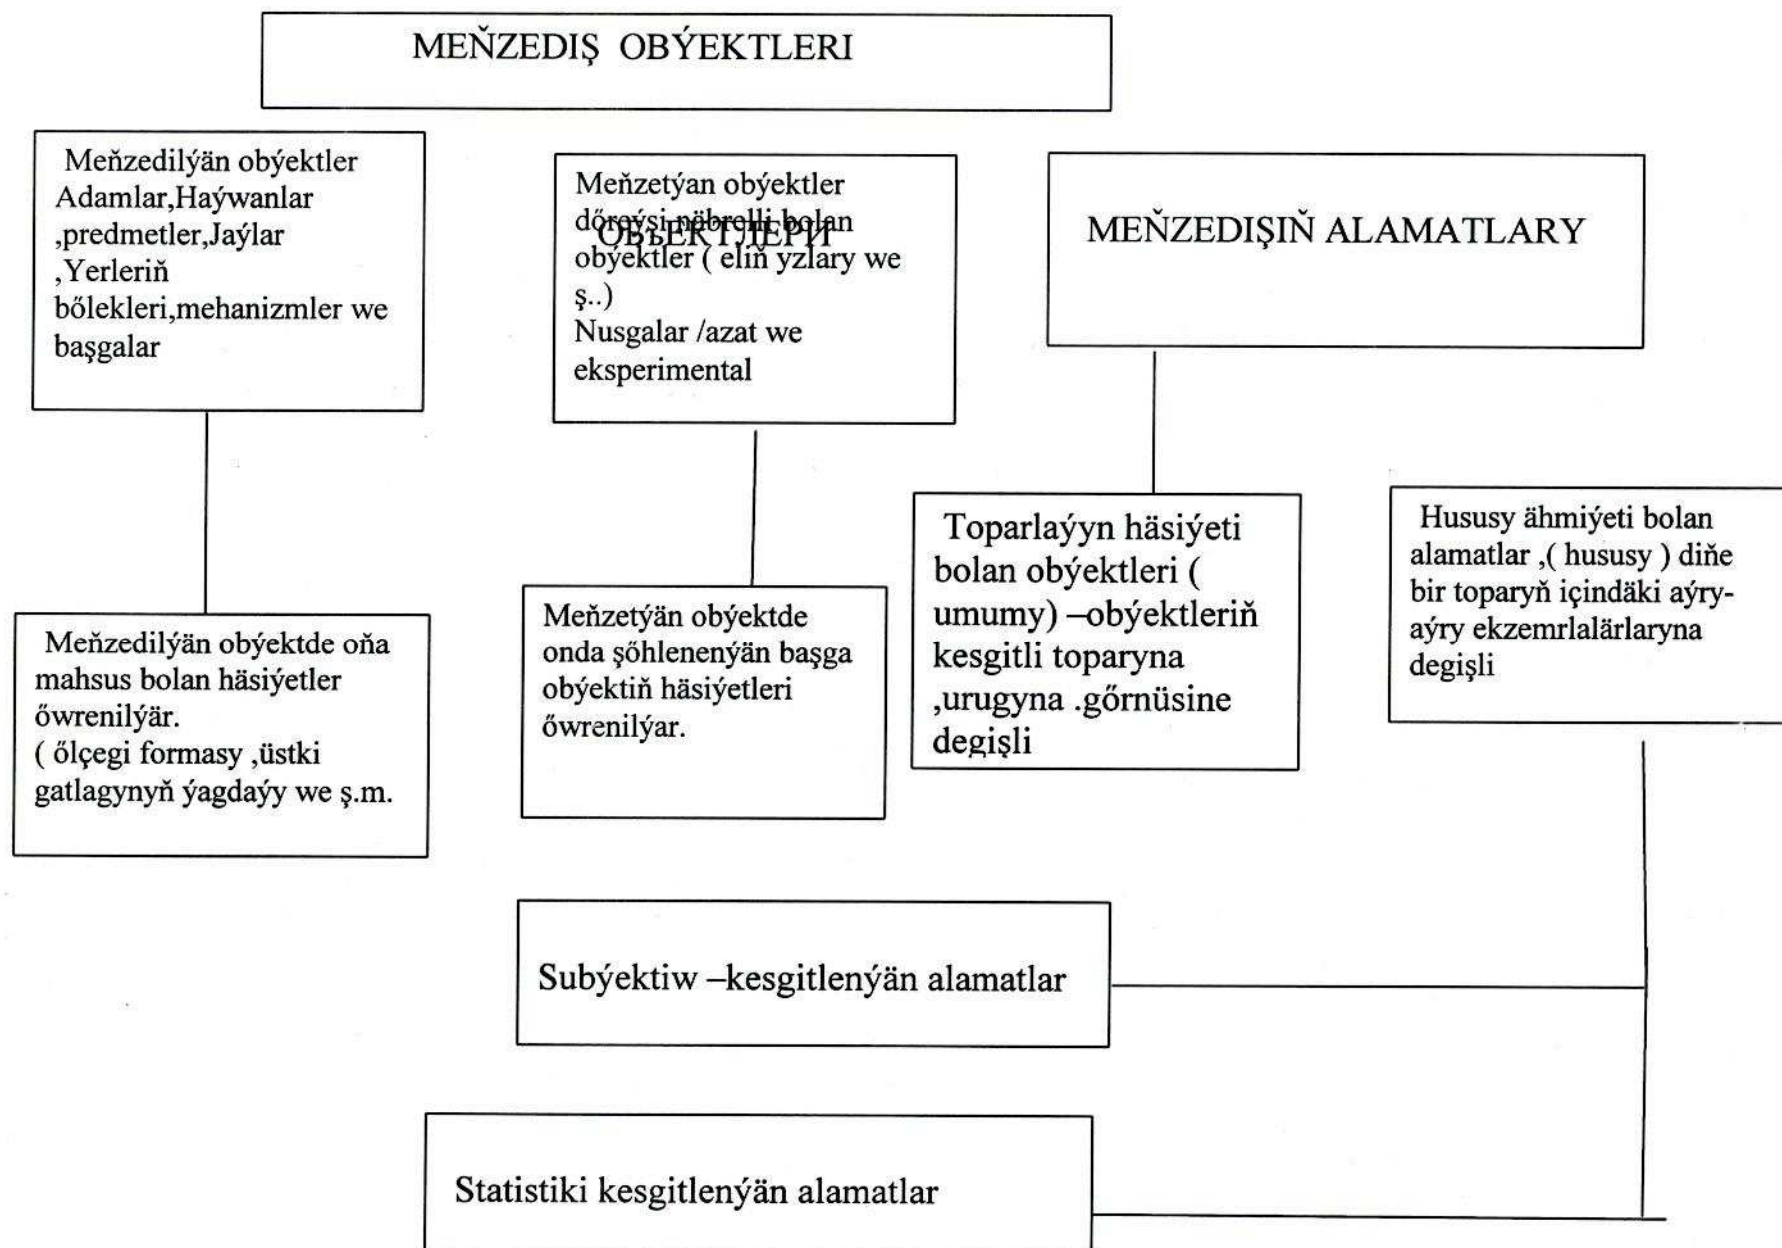 MEŇZEDIŞ OBÝEKTLERI
Meňzedilýän obýektler
Adamlar,Haýwanlar
,predmetler,Jaýlar
,Yerleriň
bőlekleri,mehanizmler we
başgalar
Meňzetýan obýektler
dőreýşi näbrelli bolan
ОБЪЕКТЛЕРИ
obýektler ( eliň yzlary we
ş..)
Nusgalar /azat we
eksperimental
MEŇZEDIŞIŇ ALAMATLARY
Meňzedilýän obýektde oňa
mahsus bolan häsiýetler
őwrenilýär.
( őlçegi formasy ,üstki
gatlagynyň ýagdaýy we ş.m.
Meňzetýän obýektde
onda şőhlenenýän başga
obýektiň häsiýetleri
őwrenilýar.
Toparlaýyn häsiýeti
bolan obýektleri (
umumy) –obýektleriň
kesgitli toparyna
,urugyna .gőrnüsine
degişli
Hususy ähmiýeti bolan
alamatlar ,( hususy ) diňe
bir toparyň içindäki aýry-
aýry ekzemrlalärlaryna
degişli
Subýektiw –kesgitlenýän alamatlar
Statistiki kesgitlenýän alamatlar